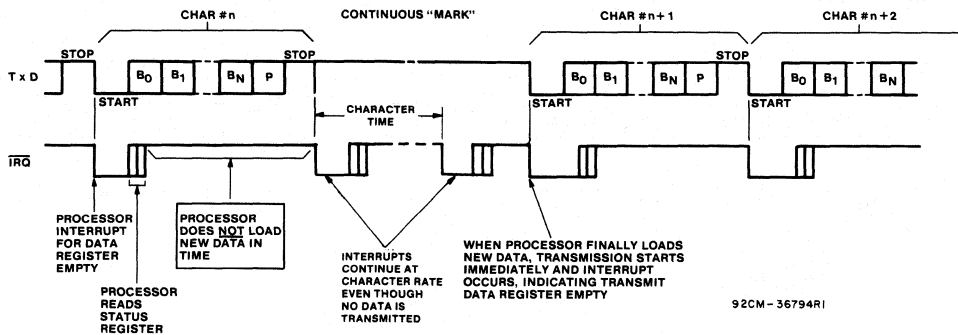 CHAR #n
CONTINUOUS "MARK"
CHAR #n+1
CHAR #n+2
STOP
STOP
STOP
TxD
B0
B1
BN
P
B0
B1
BN
P
B0
B1
BN
START
START
START
CHARACTER
TIME
IRQ
PROCESSOR
INTERRUPT
FOR DATA
REGISTER
EMPTY
PROCESSOR
READS
STATUS
REGISTER
PROCESSOR
DOES NOT LOAD
NEW DATA IN
TIME
INTERRUPTS
CONTINUE AT
CHARACTER RATE
EVEN THOUGH
NO DATA IS
TRANSMITTED
WHEN PROCESSOR FINALLY LOADS
NEW DATA, TRANSMISSION STARTS
IMMEDIATELY AND INTERRUPT
OCCURS, INDICATING TRANSMIT
DATA REGISTER EMPTY
92CM-36794R1